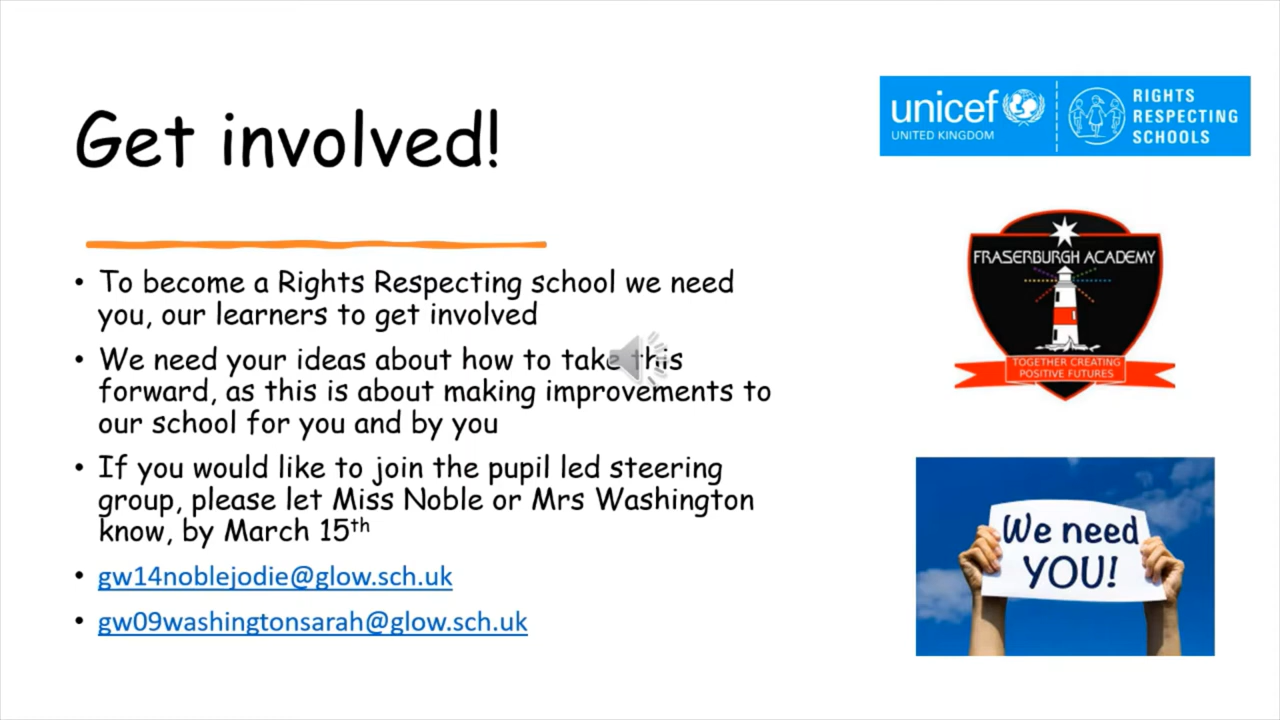 Get involved!
• To become a Rights Respecting school we need
you, our learners to get involved
• We need your ideas about how to take this
forward, as this is about making improvements to
our school for you and by you
• If you would like to join the pupil led steering
group, please let Miss Noble or Mrs Washington
know, by March 15th
• gw14noblejodie@glow.sch.uk
• gw09washingtonsarah@glow.sch.uk
unicef
UNITED KINGDOM
RIGHTS
RESPECTING
SCHOOLS
FRASERBURGH ACADEMY
TOGETHER CREATING
POSITIVE FUTURES
We need
YOU!